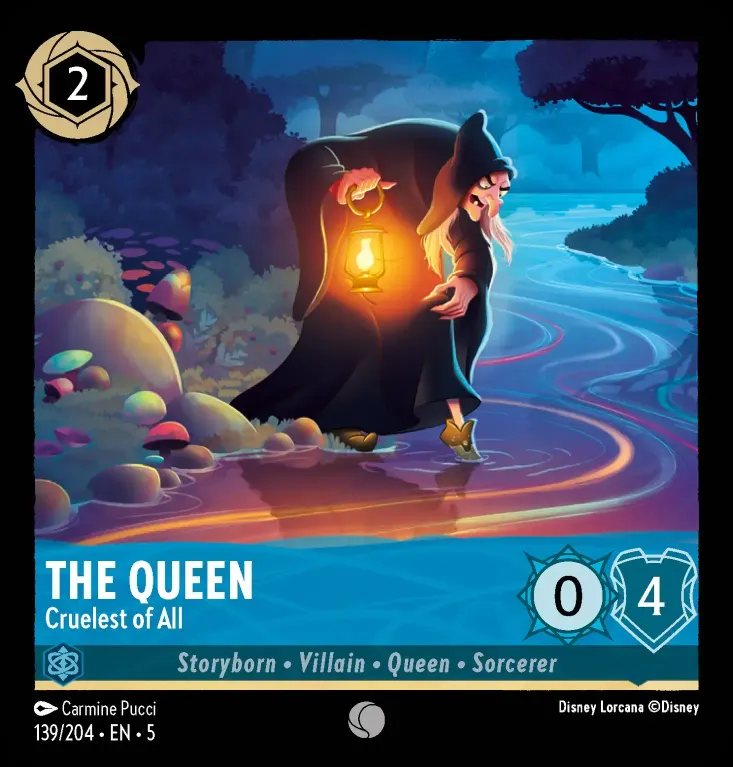 2
THE QUEEN
Cruelest of All
0
4
Storyborn • Villain • Queen • Sorcerer
Carmine Pucci
Disney Lorcana ©Disney
139/204 • EN • 5